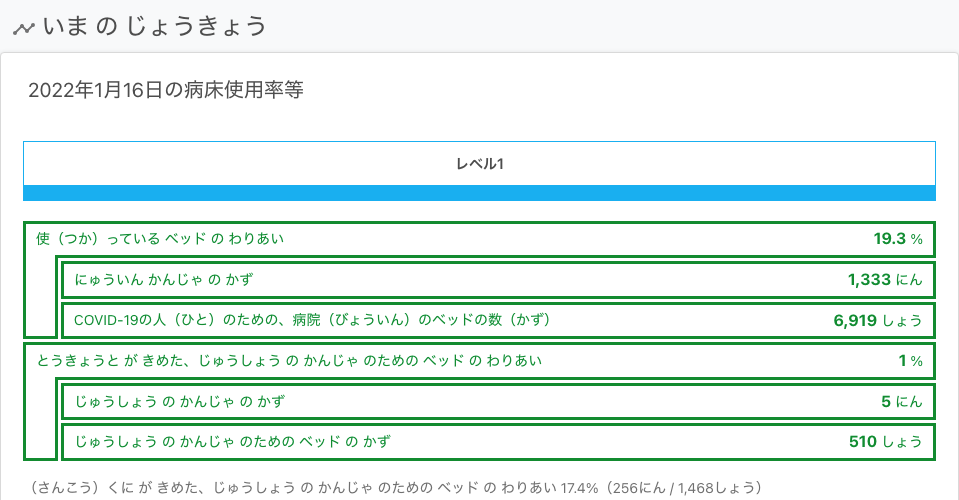 いま の じょうきょう
2022年1月16日の病床使用率等
レベル1
使（つか）っている ベッド の わりあい 19.3 %
にゅういん かんじゃ の かず 1,333 にん
COVID-19の人（ひと）のための、病院（びょういん）のベッドの数（かず） 6,919 しょう
とうきょうと が きめた、じゅうしょう の かんじゃ のための ベッド の わりあい 1 %
じゅうしょう の かんじゃ の かず 5 にん
じゅうしょう の かんじゃ のための ベッド の かず 510 しょう
（さんこう）くに が きめた、じゅうしょう の かんじゃ のための ベッド の わりあい 17.4%（256にん / 1,468しょう）